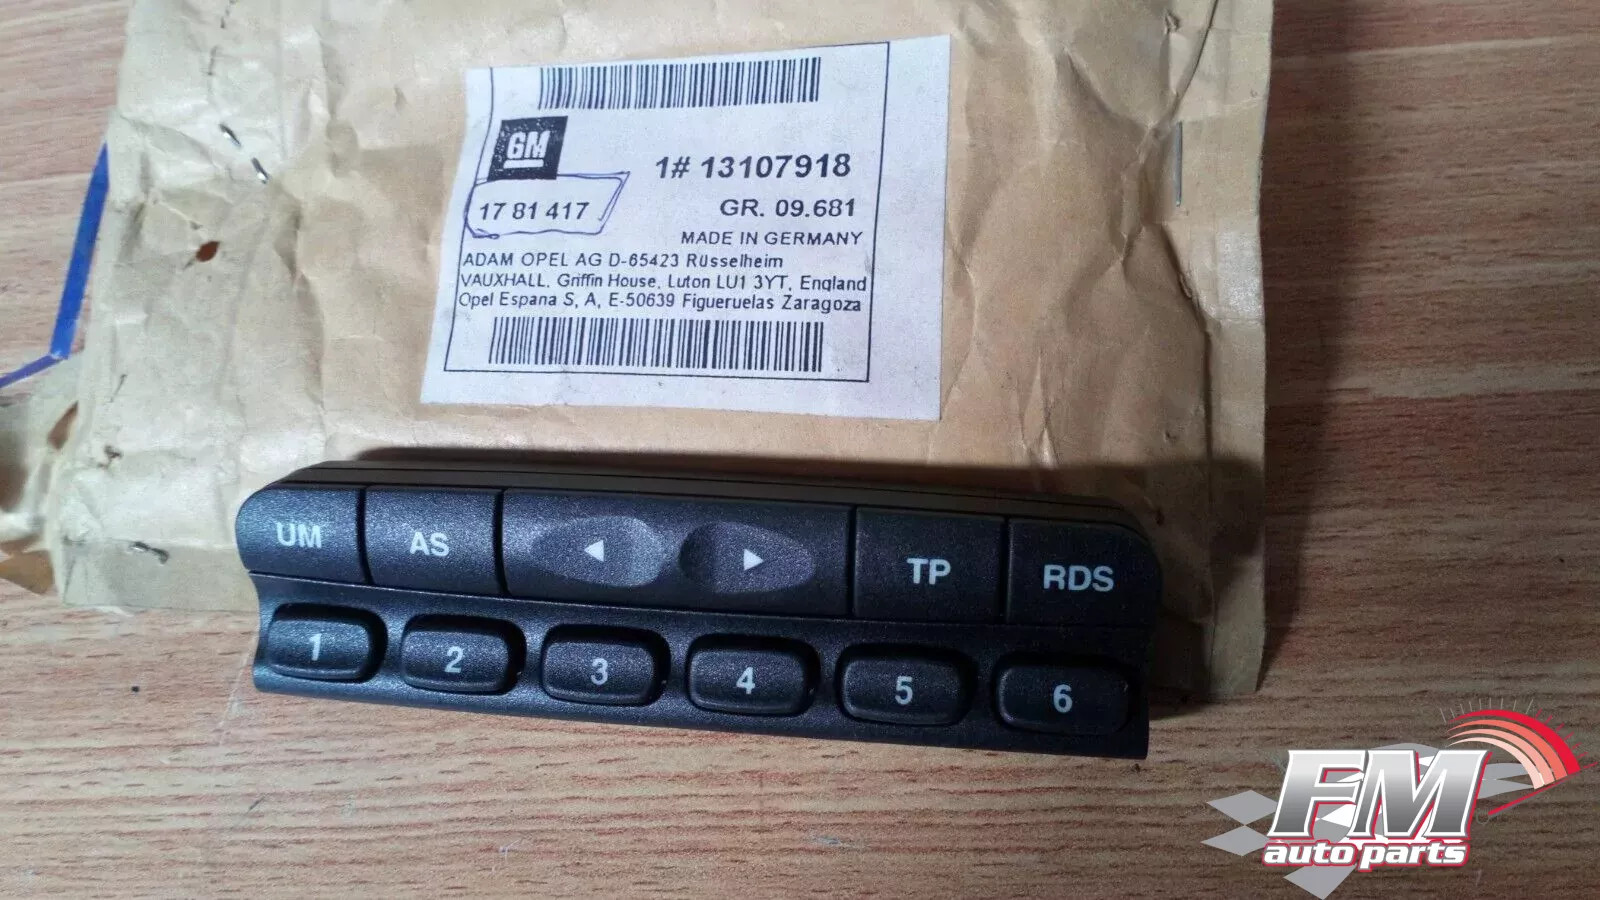 GM
1# 13107918
17 81 417
GR. 09.681
MADE IN GERMANY
ADAM OPEL AG D-65423 Rüsselheim
VAUXHALL, Griffin House, Luton LU1 3YT, England
Opel Espana S, A, E-50639 Figueruelas Zaragoza
UM AS ◄ ► TP RDS
1 2 3 4 5 6
FM
auto parts